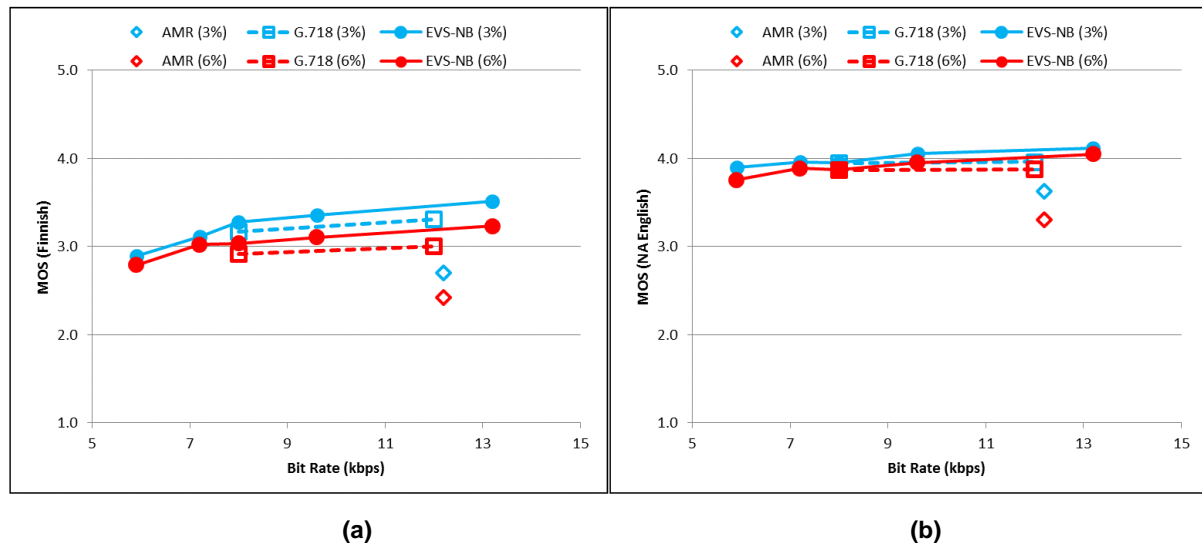 AMR (3%) G.718 (3%) EVS-NB (3%)
AMR (6%) G.718 (6%) EVS-NB (6%)
5.0
4.0
3.0
2.0
1.0
MOS (Finnish)
5 7 9 11 13 15
Bit Rate (kbps)
(a)
AMR (3%) G.718 (3%) EVS-NB (3%)
AMR (6%) G.718 (6%) EVS-NB (6%)
5.0
4.0
3.0
2.0
1.0
MOS (NA English)
5 7 9 11 13 15
Bit Rate (kbps)
(b)